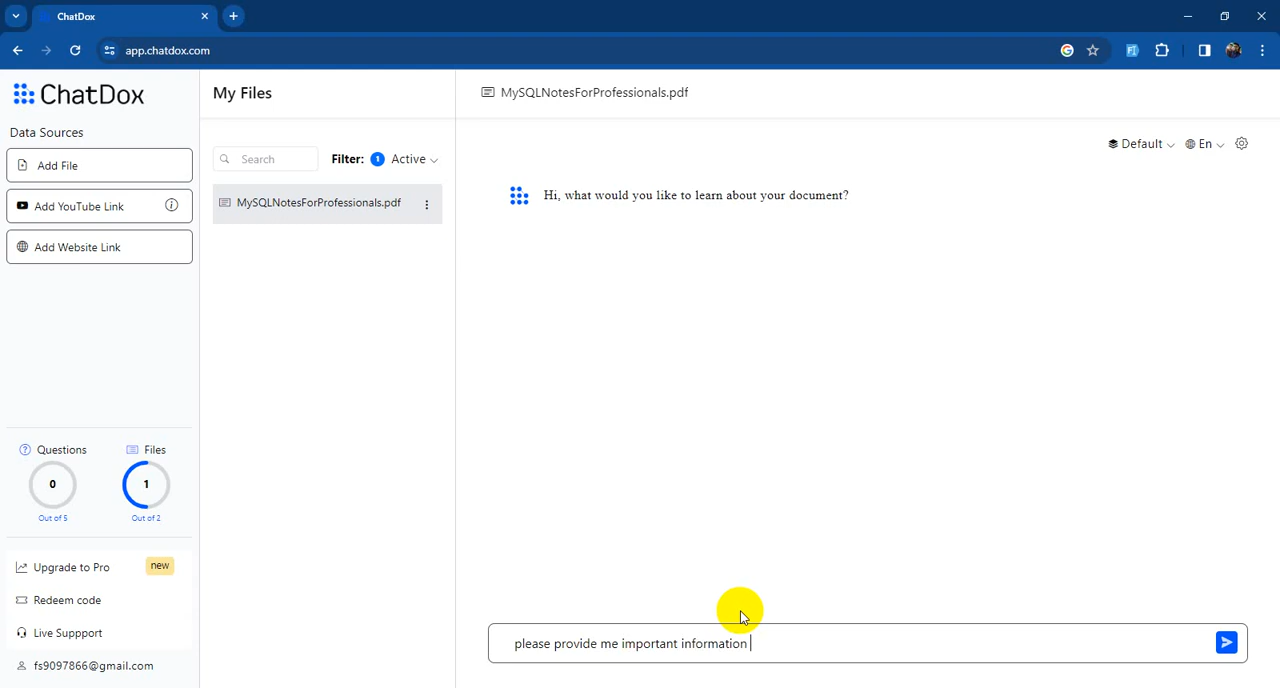 ChatDox
app.chatdox.com
ChatDox
Data Sources
Add File
Add YouTube Link
Add Website Link
Questions
Files
0
1
Out of 5
Out of 2
Upgrade to Pro
new
Redeem code
Live Suppport
fs9097866@gmail.com
My Files
Search
Filter: 1 Active
MySQLNotesForProfessionals.pdf
MySQLNotesForProfessionals.pdf
Default
En
Hi, what would you like to learn about your document?
please provide me important information